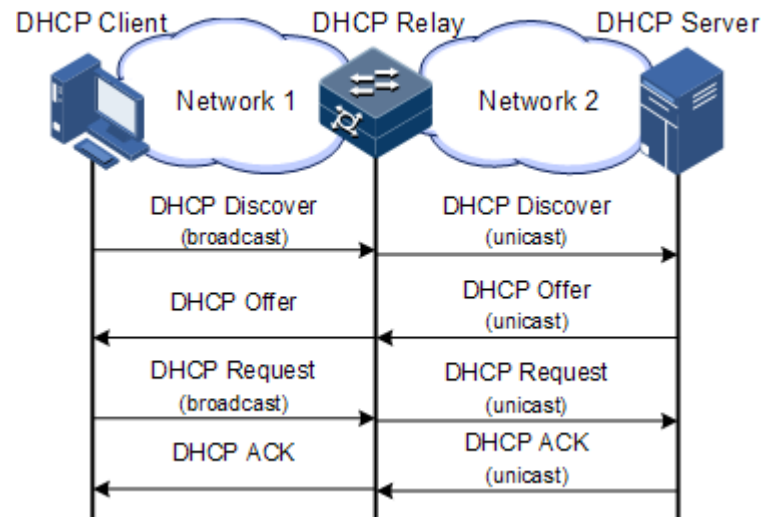 DHCP Client
DHCP Relay
DHCP Server
Network 1
Network 2
DHCP Discover
(broadcast)
DHCP Discover
(unicast)
DHCP Offer
DHCP Offer
(unicast)
DHCP Request
(broadcast)
DHCP Request
(unicast)
DHCP ACK
DHCP ACK
(unicast)